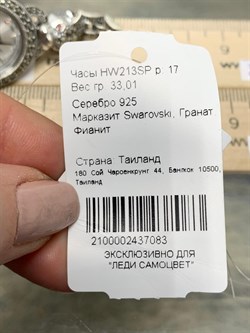 Часы HW213SP р. 17
Вес гр. 33,01
Серебро 925
Марказит Swarovski, Гранат
Фианит
Страна Таиланд
180 Сой Чароенкрунг 44, Бангкок 10500,
Таиланд
2100002437083
ЭКСКЛЮЗИВНО ДЛЯ
"ЛЕДИ САМОЦВЕТ"